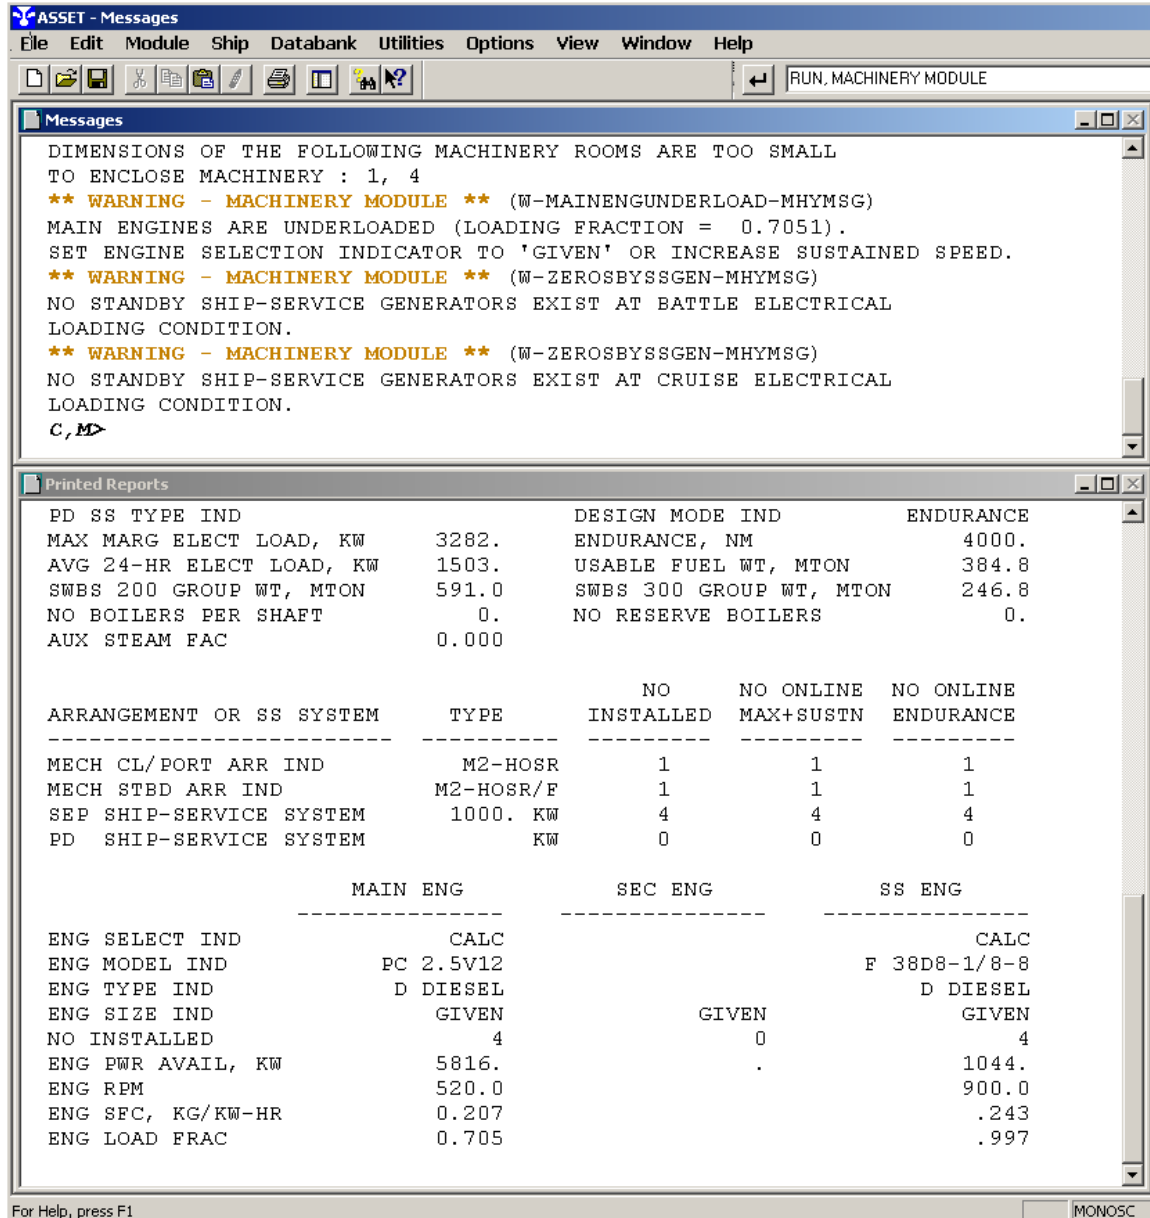 ASSET - Messages
File Edit Module Ship Databank Utilities Options View Window Help
RUN, MACHINERY MODULE
Messages
DIMENSIONS OF THE FOLLOWING MACHINERY ROOMS ARE TOO SMALL
TO ENCLOSE MACHINERY : 1, 4
** WARNING - MACHINERY MODULE ** (W-MAINENGUNDERLOAD-MHYMSG)
MAIN ENGINES ARE UNDERLOADED (LOADING FRACTION = 0.7051).
SET ENGINE SELECTION INDICATOR TO 'GIVEN' OR INCREASE SUSTAINED SPEED.
** WARNING - MACHINERY MODULE ** (W-ZEROSBYSSGEN-MHYMSG)
NO STANDBY SHIP-SERVICE GENERATORS EXIST AT BATTLE ELECTRICAL
LOADING CONDITION.
** WARNING - MACHINERY MODULE ** (W-ZEROSBYSSGEN-MHYMSG)
NO STANDBY SHIP-SERVICE GENERATORS EXIST AT CRUISE ELECTRICAL
LOADING CONDITION.
C,M>
Printed Reports
PD SS TYPE IND DESIGN MODE IND ENDURANCE
MAX MARG ELECT LOAD, KW 3282. ENDURANCE, NM 4000.
AVG 24-HR ELECT LOAD, KW 1503. USABLE FUEL WT, MTON 384.8
SWBS 200 GROUP WT, MTON 591.0 SWBS 300 GROUP WT, MTON 246.8
NO BOILERS PER SHAFT 0. NO RESERVE BOILERS 0.
AUX STEAM FAC 0.000
NO NO ONLINE NO ONLINE
ARRANGEMENT OR SS SYSTEM TYPE INSTALLED MAX+SUSTN ENDURANCE
------------------------- ---------- --------- --------- ---------
MECH CL/PORT ARR IND M2-HOSR 1 1 1
MECH STBD ARR IND M2-HOSR/F 1 1 1
SEP SHIP-SERVICE SYSTEM 1000. KW 4 4 4
PD SHIP-SERVICE SYSTEM KW 0 0 0
MAIN ENG SEC ENG SS ENG
--------------- --------------- ---------------
ENG SELECT IND CALC CALC
ENG MODEL IND PC 2.5V12 F 38D8-1/8-8
ENG TYPE IND D DIESEL D DIESEL
ENG SIZE IND GIVEN GIVEN GIVEN
NO INSTALLED 4 0 4
ENG PWR AVAIL, KW 5816. . 1044.
ENG RPM 520.0 900.0
ENG SFC, KG/KW-HR 0.207 .243
ENG LOAD FRAC 0.705 .997
For Help, press F1
MONOSC